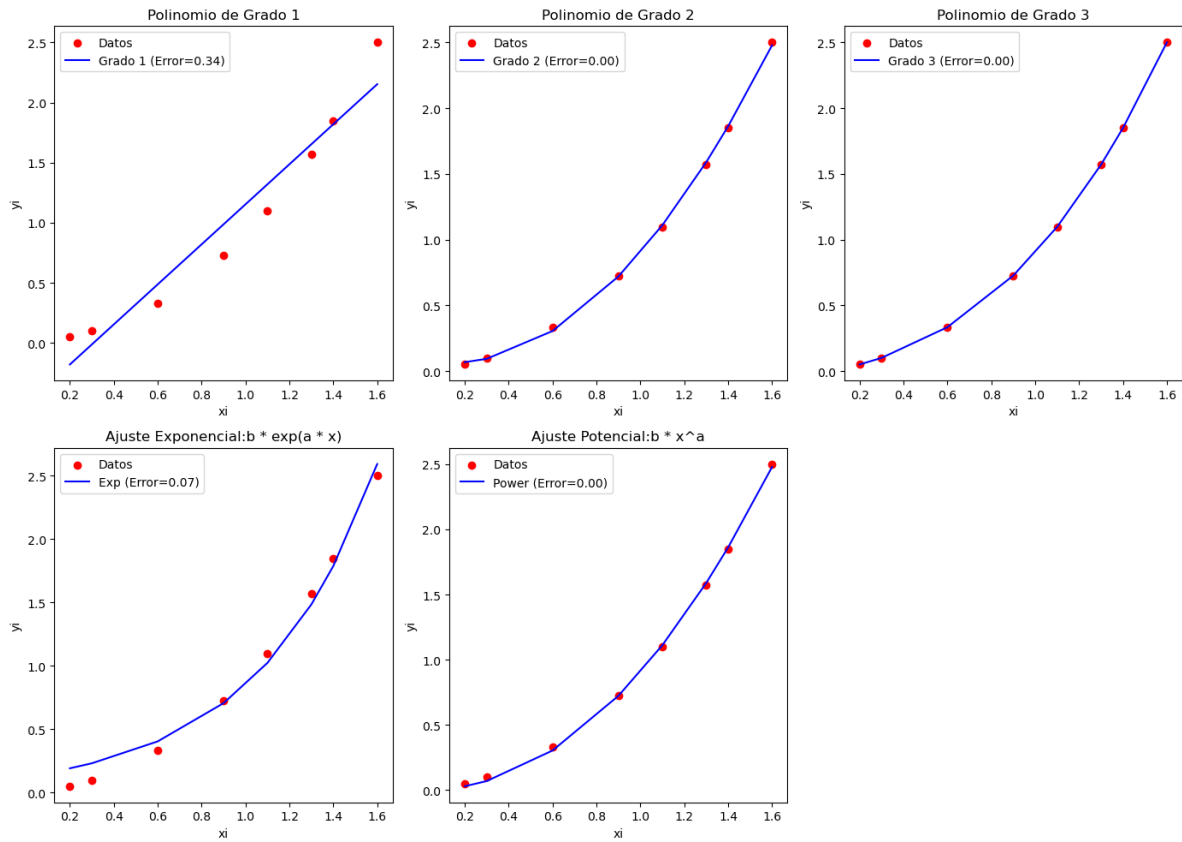 Polinomio de Grado 1
Datos
Grado 1 (Error=0.34)
2.5
2.0
1.5
1.0
0.5
0.0
yi
0.2 0.4 0.6 0.8 1.0 1.2 1.4 1.6
xi
Polinomio de Grado 2
Datos
Grado 2 (Error=0.00)
2.5
2.0
1.5
1.0
0.5
0.0
yi
0.2 0.4 0.6 0.8 1.0 1.2 1.4 1.6
xi
Polinomio de Grado 3
Datos
Grado 3 (Error=0.00)
2.5
2.0
1.5
1.0
0.5
0.0
yi
0.2 0.4 0.6 0.8 1.0 1.2 1.4 1.6
xi
Ajuste Exponencial:b * exp(a * x)
Datos
Exp (Error=0.07)
2.5
2.0
1.5
1.0
0.5
0.0
yi
0.2 0.4 0.6 0.8 1.0 1.2 1.4 1.6
xi
Ajuste Potencial:b * x^a
Datos
Power (Error=0.00)
2.5
2.0
1.5
1.0
0.5
0.0
yi
0.2 0.4 0.6 0.8 1.0 1.2 1.4 1.6
xi